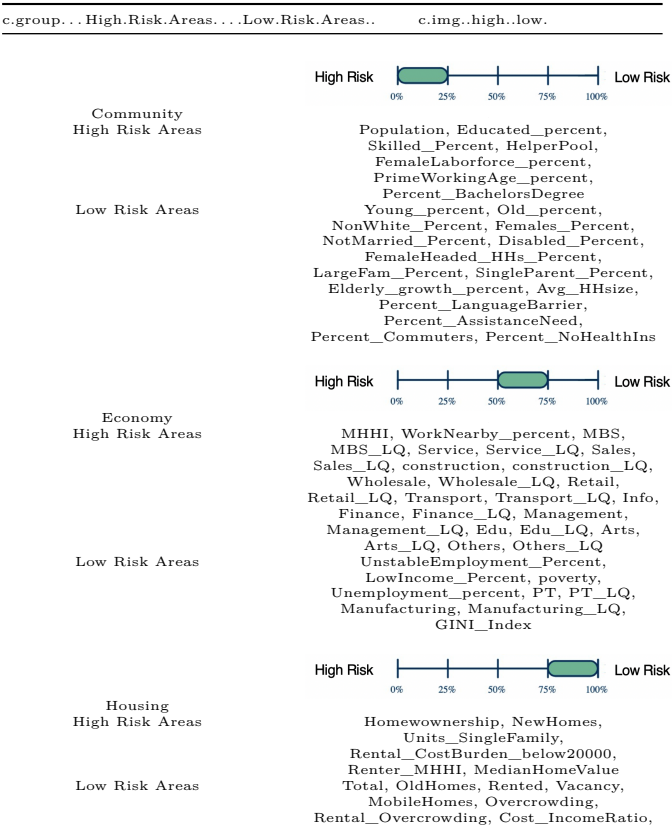 c.group. . . High.Risk.Areas. . . .Low.Risk.Areas. . c.img..high..low.
High Risk Low Risk
0% 25% 50% 75% 100%
Community
High Risk Areas Population, Educated_percent,
Skilled_Percent, HelperPool,
FemaleLaborforce_percent,
PrimeWorkingAge_percent,
Percent_BachelorsDegree
Low Risk Areas Young_percent, Old_percent,
NonWhite_Percent, Females_Percent,
NotMarried_Percent, Disabled_Percent,
FemaleHeaded_HHs_Percent,
LargeFam_Percent, SingleParent_Percent,
Elderly_growth_percent, Avg_HHsize,
Percent_LanguageBarrier,
Percent_AssistanceNeed,
Percent_Commuters, Percent_NoHealthIns
High Risk Low Risk
0% 25% 50% 75% 100%
Economy
High Risk Areas MHHI, WorkNearby_percent, MBS,
MBS_LQ, Service, Service_LQ, Sales,
Sales_LQ, construction, construction_LQ,
Wholesale, Wholesale_LQ, Retail,
Retail_LQ, Transport, Transport_LQ, Info,
Finance, Finance_LQ, Management,
Management_LQ, Edu, Edu_LQ, Arts,
Arts_LQ, Others, Others_LQ
Low Risk Areas UnstableEmployment_Percent,
LowIncome_Percent, poverty,
Unemployment_percent, PT, PT_LQ,
Manufacturing, Manufacturing_LQ,
GINI_Index
High Risk Low Risk
0% 25% 50% 75% 100%
Housing
High Risk Areas Homewownership, NewHomes,
Units_SingleFamily,
Rental_CostBurden_below20000,
Renter_MHHI, MedianHomeValue
Low Risk Areas Total, OldHomes, Rented, Vacancy,
MobileHomes, Overcrowding,
Rental_Overcrowding, Cost_IncomeRatio,